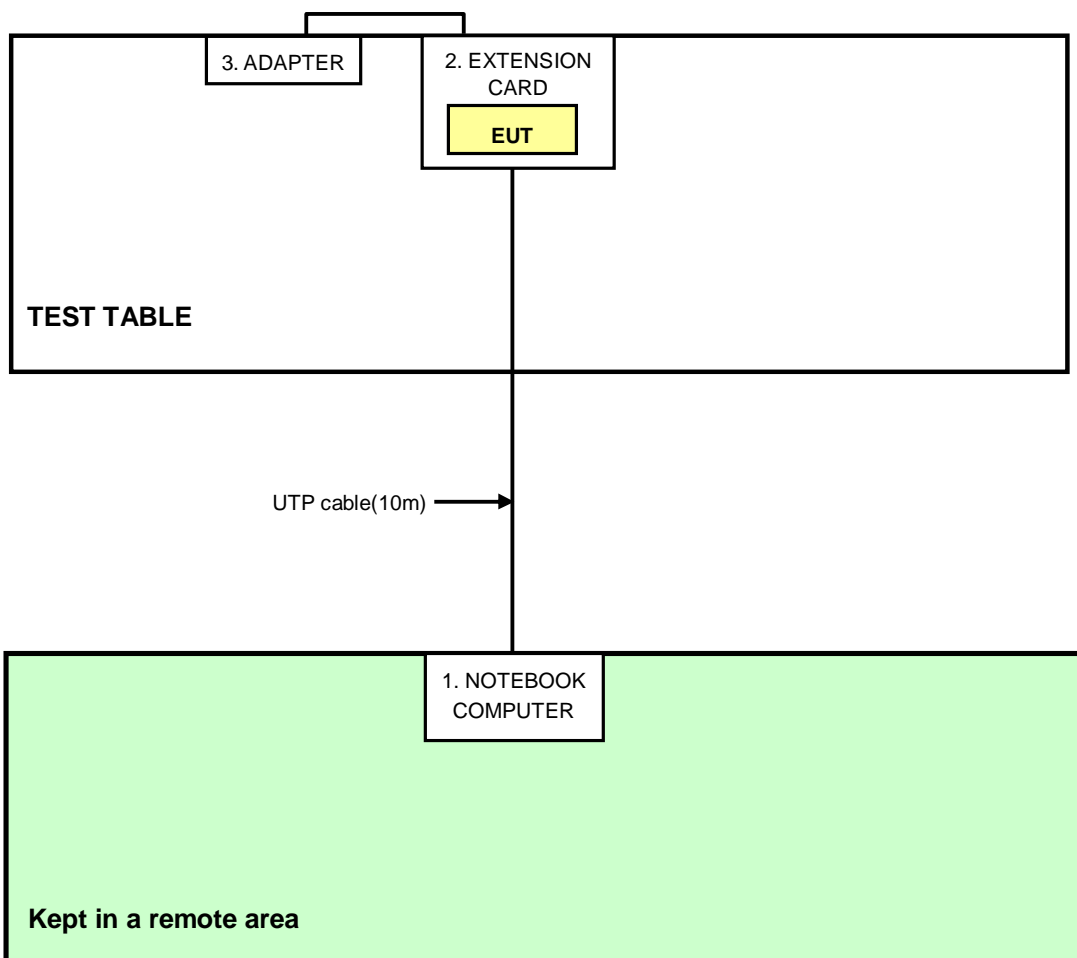 3. ADAPTER
2. EXTENSION
CARD
EUT
TEST TABLE
UTP cable(10m)
1. NOTEBOOK
COMPUTER
Kept in a remote area